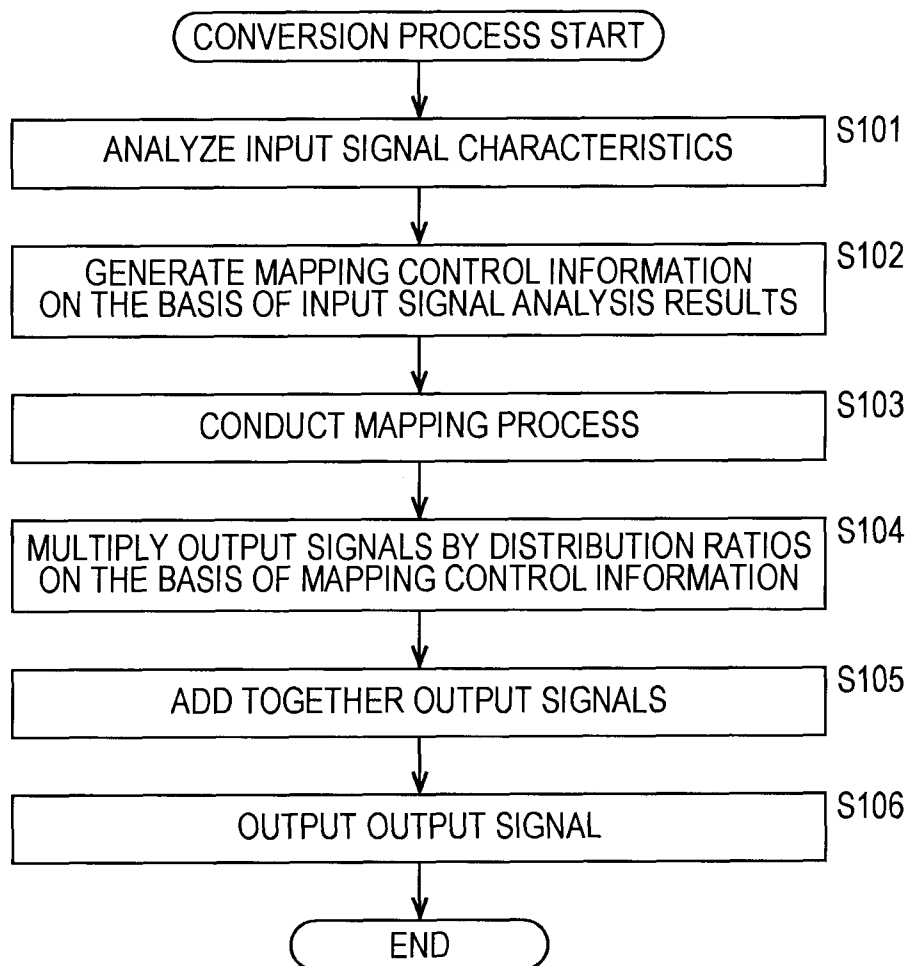 CONVERSION PROCESS START
S101
ANALYZE INPUT SIGNAL CHARACTERISTICS
S102
GENERATE MAPPING CONTROL INFORMATION
ON THE BASIS OF INPUT SIGNAL ANALYSIS RESULTS
S103
CONDUCT MAPPING PROCESS
S104
MULTIPLY OUTPUT SIGNALS BY DISTRIBUTION RATIOS
ON THE BASIS OF MAPPING CONTROL INFORMATION
S105
ADD TOGETHER OUTPUT SIGNALS
S106
OUTPUT OUTPUT SIGNAL
END